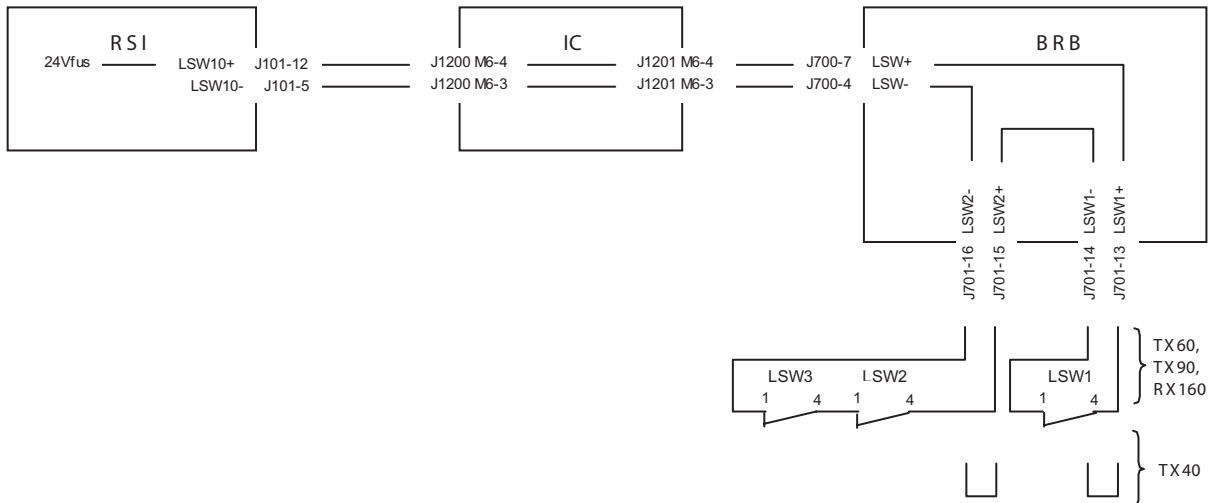 RSI
24Vfus LSW10+ J101-12
LSW10- J101-5
IC
J1200 M6-4 J1201 M6-4
J1200 M6-3 J1201 M6-3
BRB
J700-7 LSW+
J700-4 LSW-
J701-16 LSW2-
J701-15 LSW2+
J701-14 LSW1-
J701-13 LSW1+
LSW3 LSW2 LSW1
1 4 1 4 1 4
TX60,
TX90,
RX160
TX40